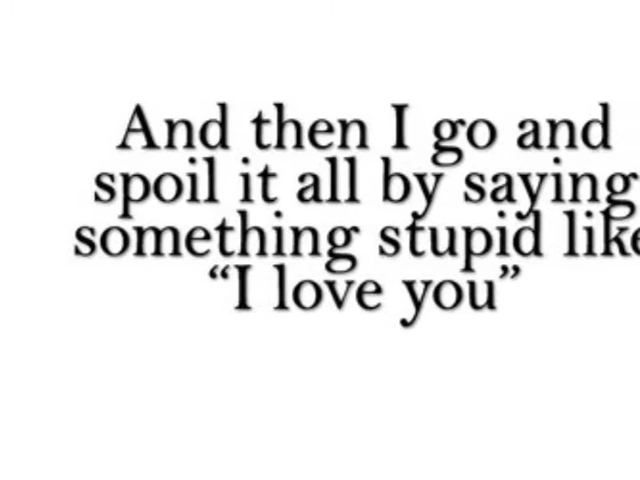 And then I go and
spoil it all by saying
something stupid like
“I love you”